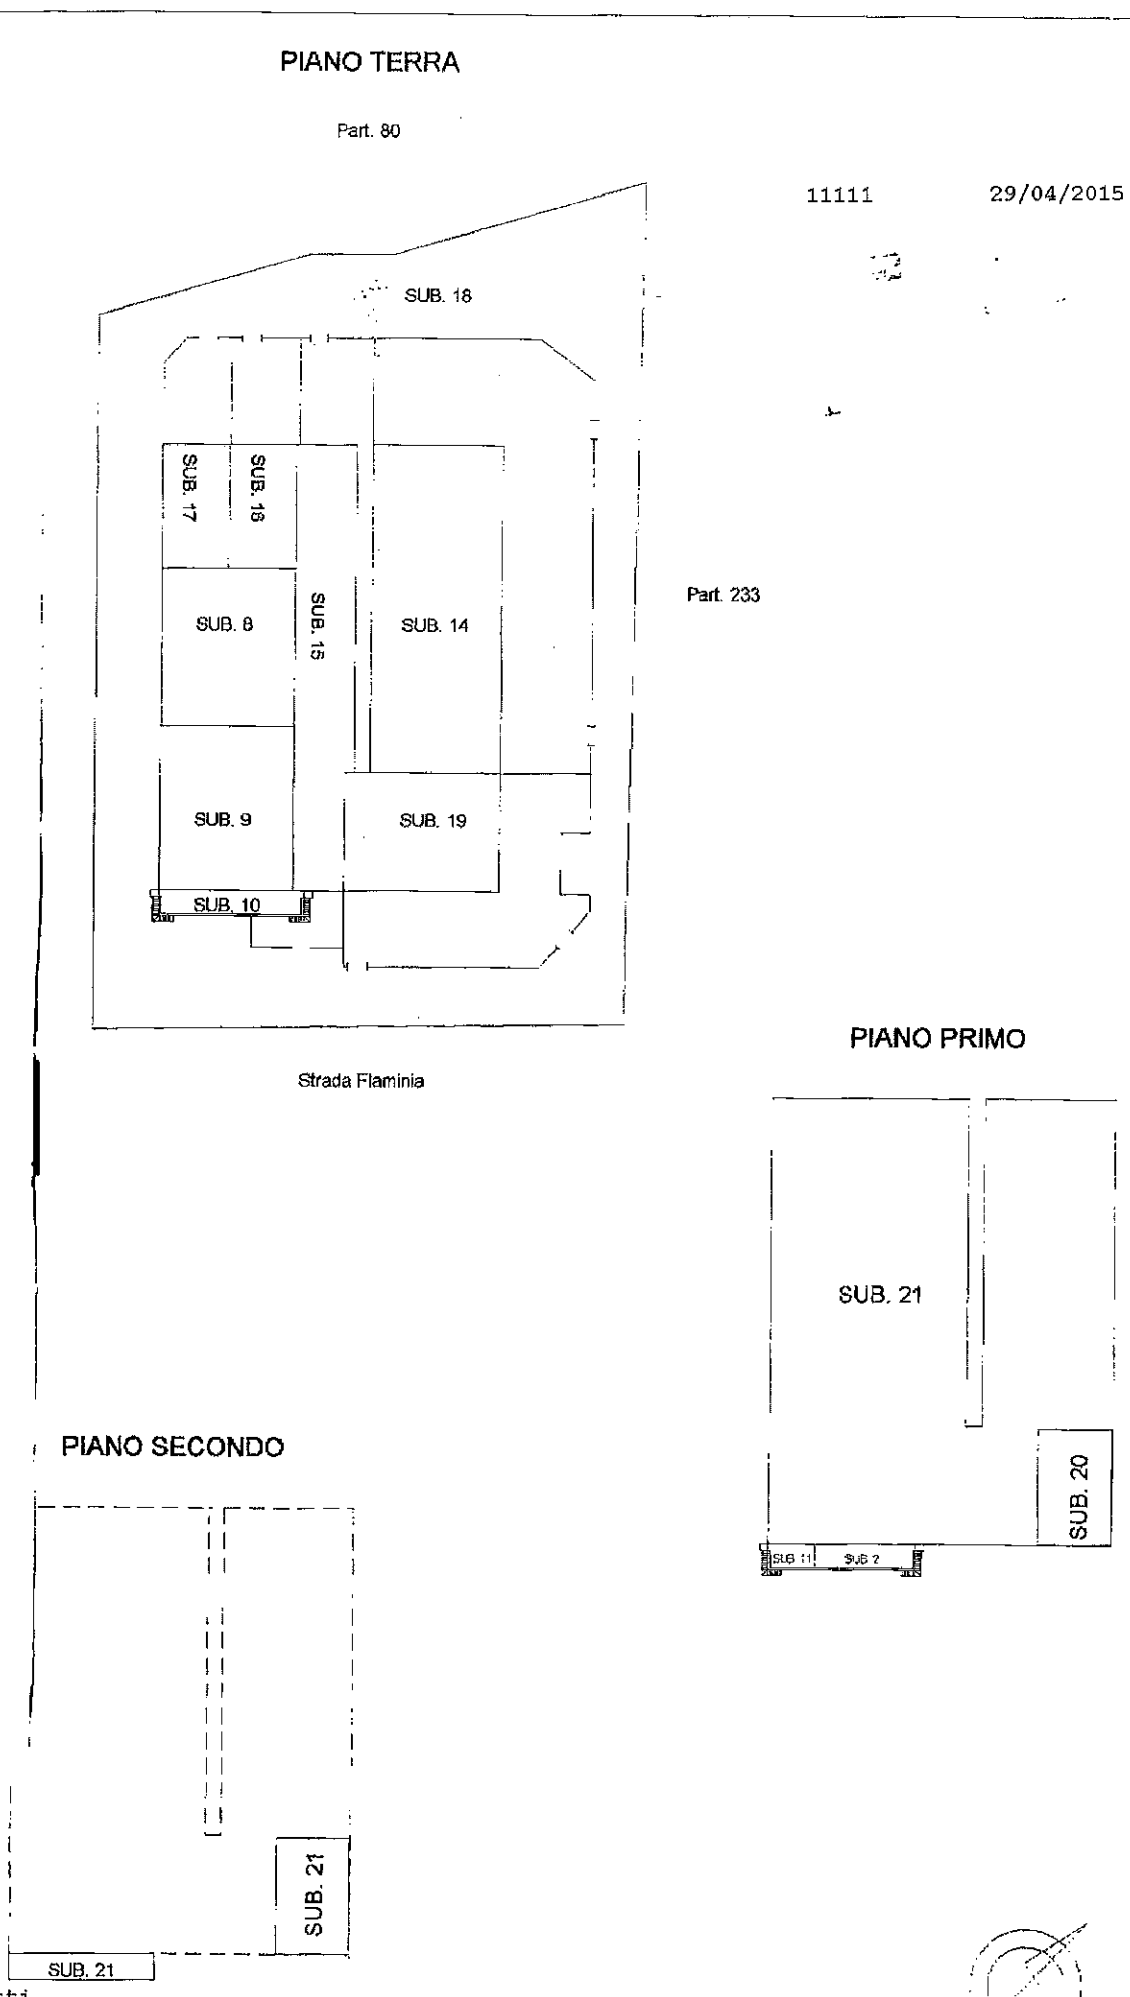 PIANO TERRA
Part. 80
11111 29/04/2015
SUB. 18
SUB. 17
SUB. 16
SUB. 8
SUB. 15
SUB. 14
Part. 233
SUB. 9
SUB. 19
SUB. 10
Strada Flaminia
PIANO PRIMO
SUB. 21
SUB. 20
SUB 11
SUB 2
PIANO SECONDO
SUB. 21
SUB. 21